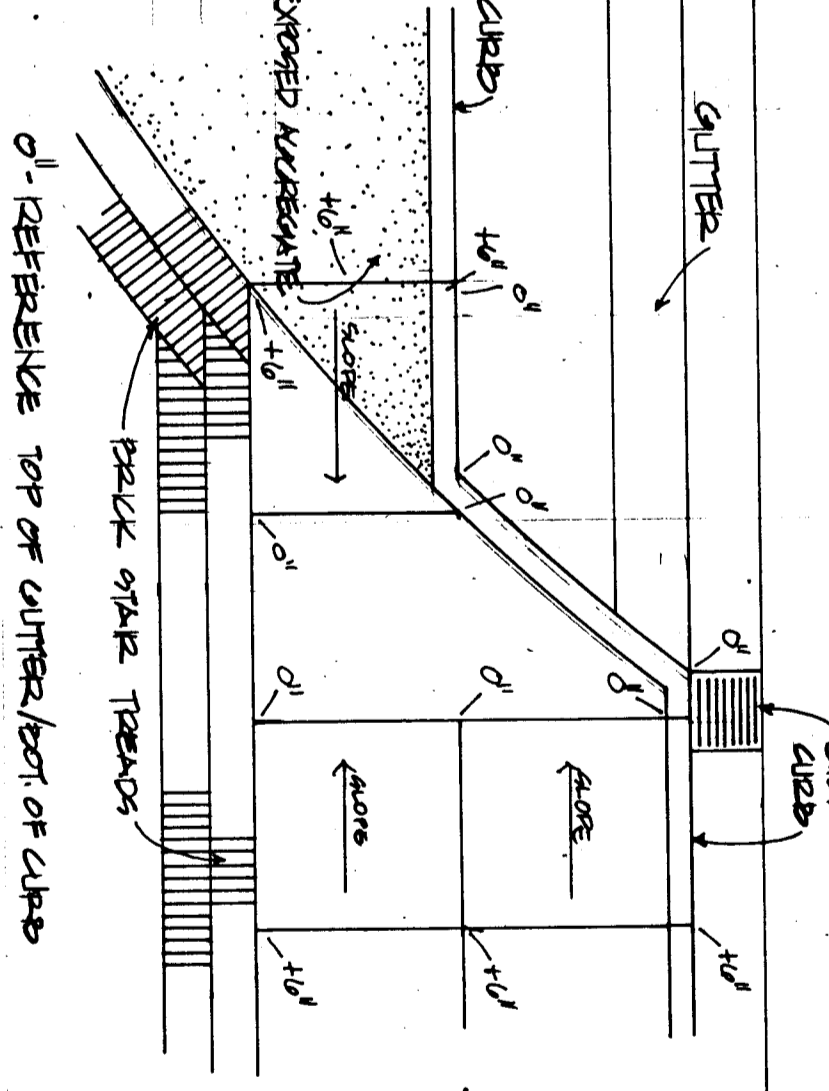 CURB
0"
GUTTER
+6"
0"
SLOPE
0"
0"
+6"
CURB
0"
0"
+6"
SLOPE
SLOPE
+6"
EXPOSED AGGREGATE
+6"
0"
0"
+6"
BRICK STAIR TREADS
0" - REFERENCE TOP OF GUTTER/BOT. OF CURB